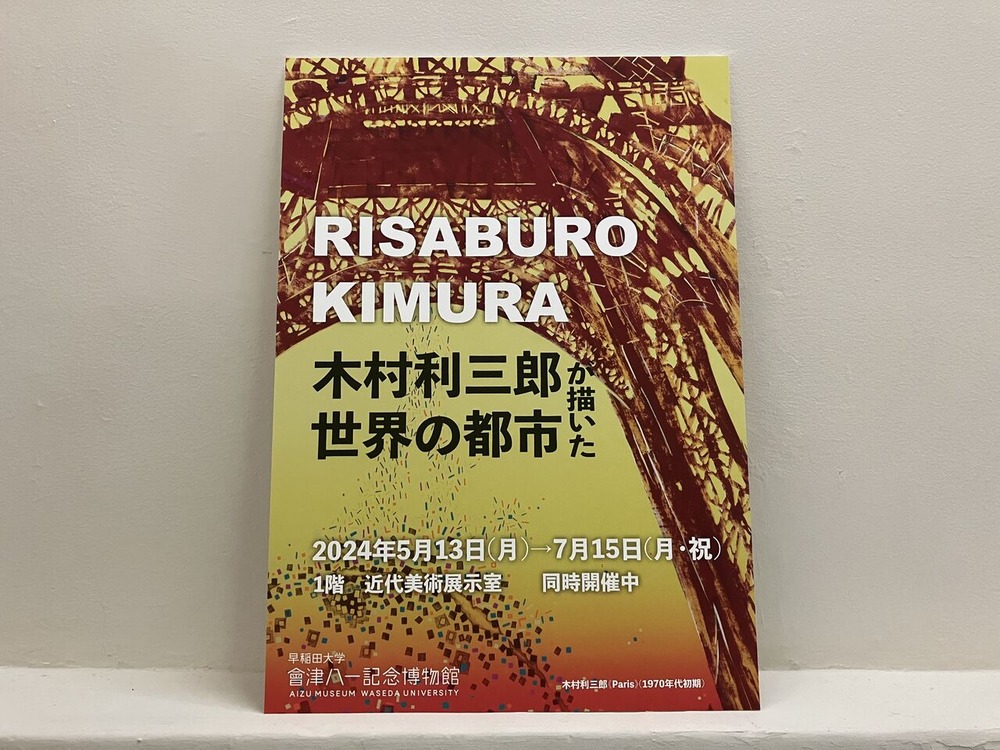 RISABURO
KIMURA
木村利三郎が描いた
世界の都市
2024年5月13日(月)→7月15日(月・祝)
1階 近代美術展示室 同時開催中
早稲田大学
會津八一記念博物館
AIZU MUSEUM WASEDA UNIVERSITY
木村利三郎《Paris》(1970年代初期)